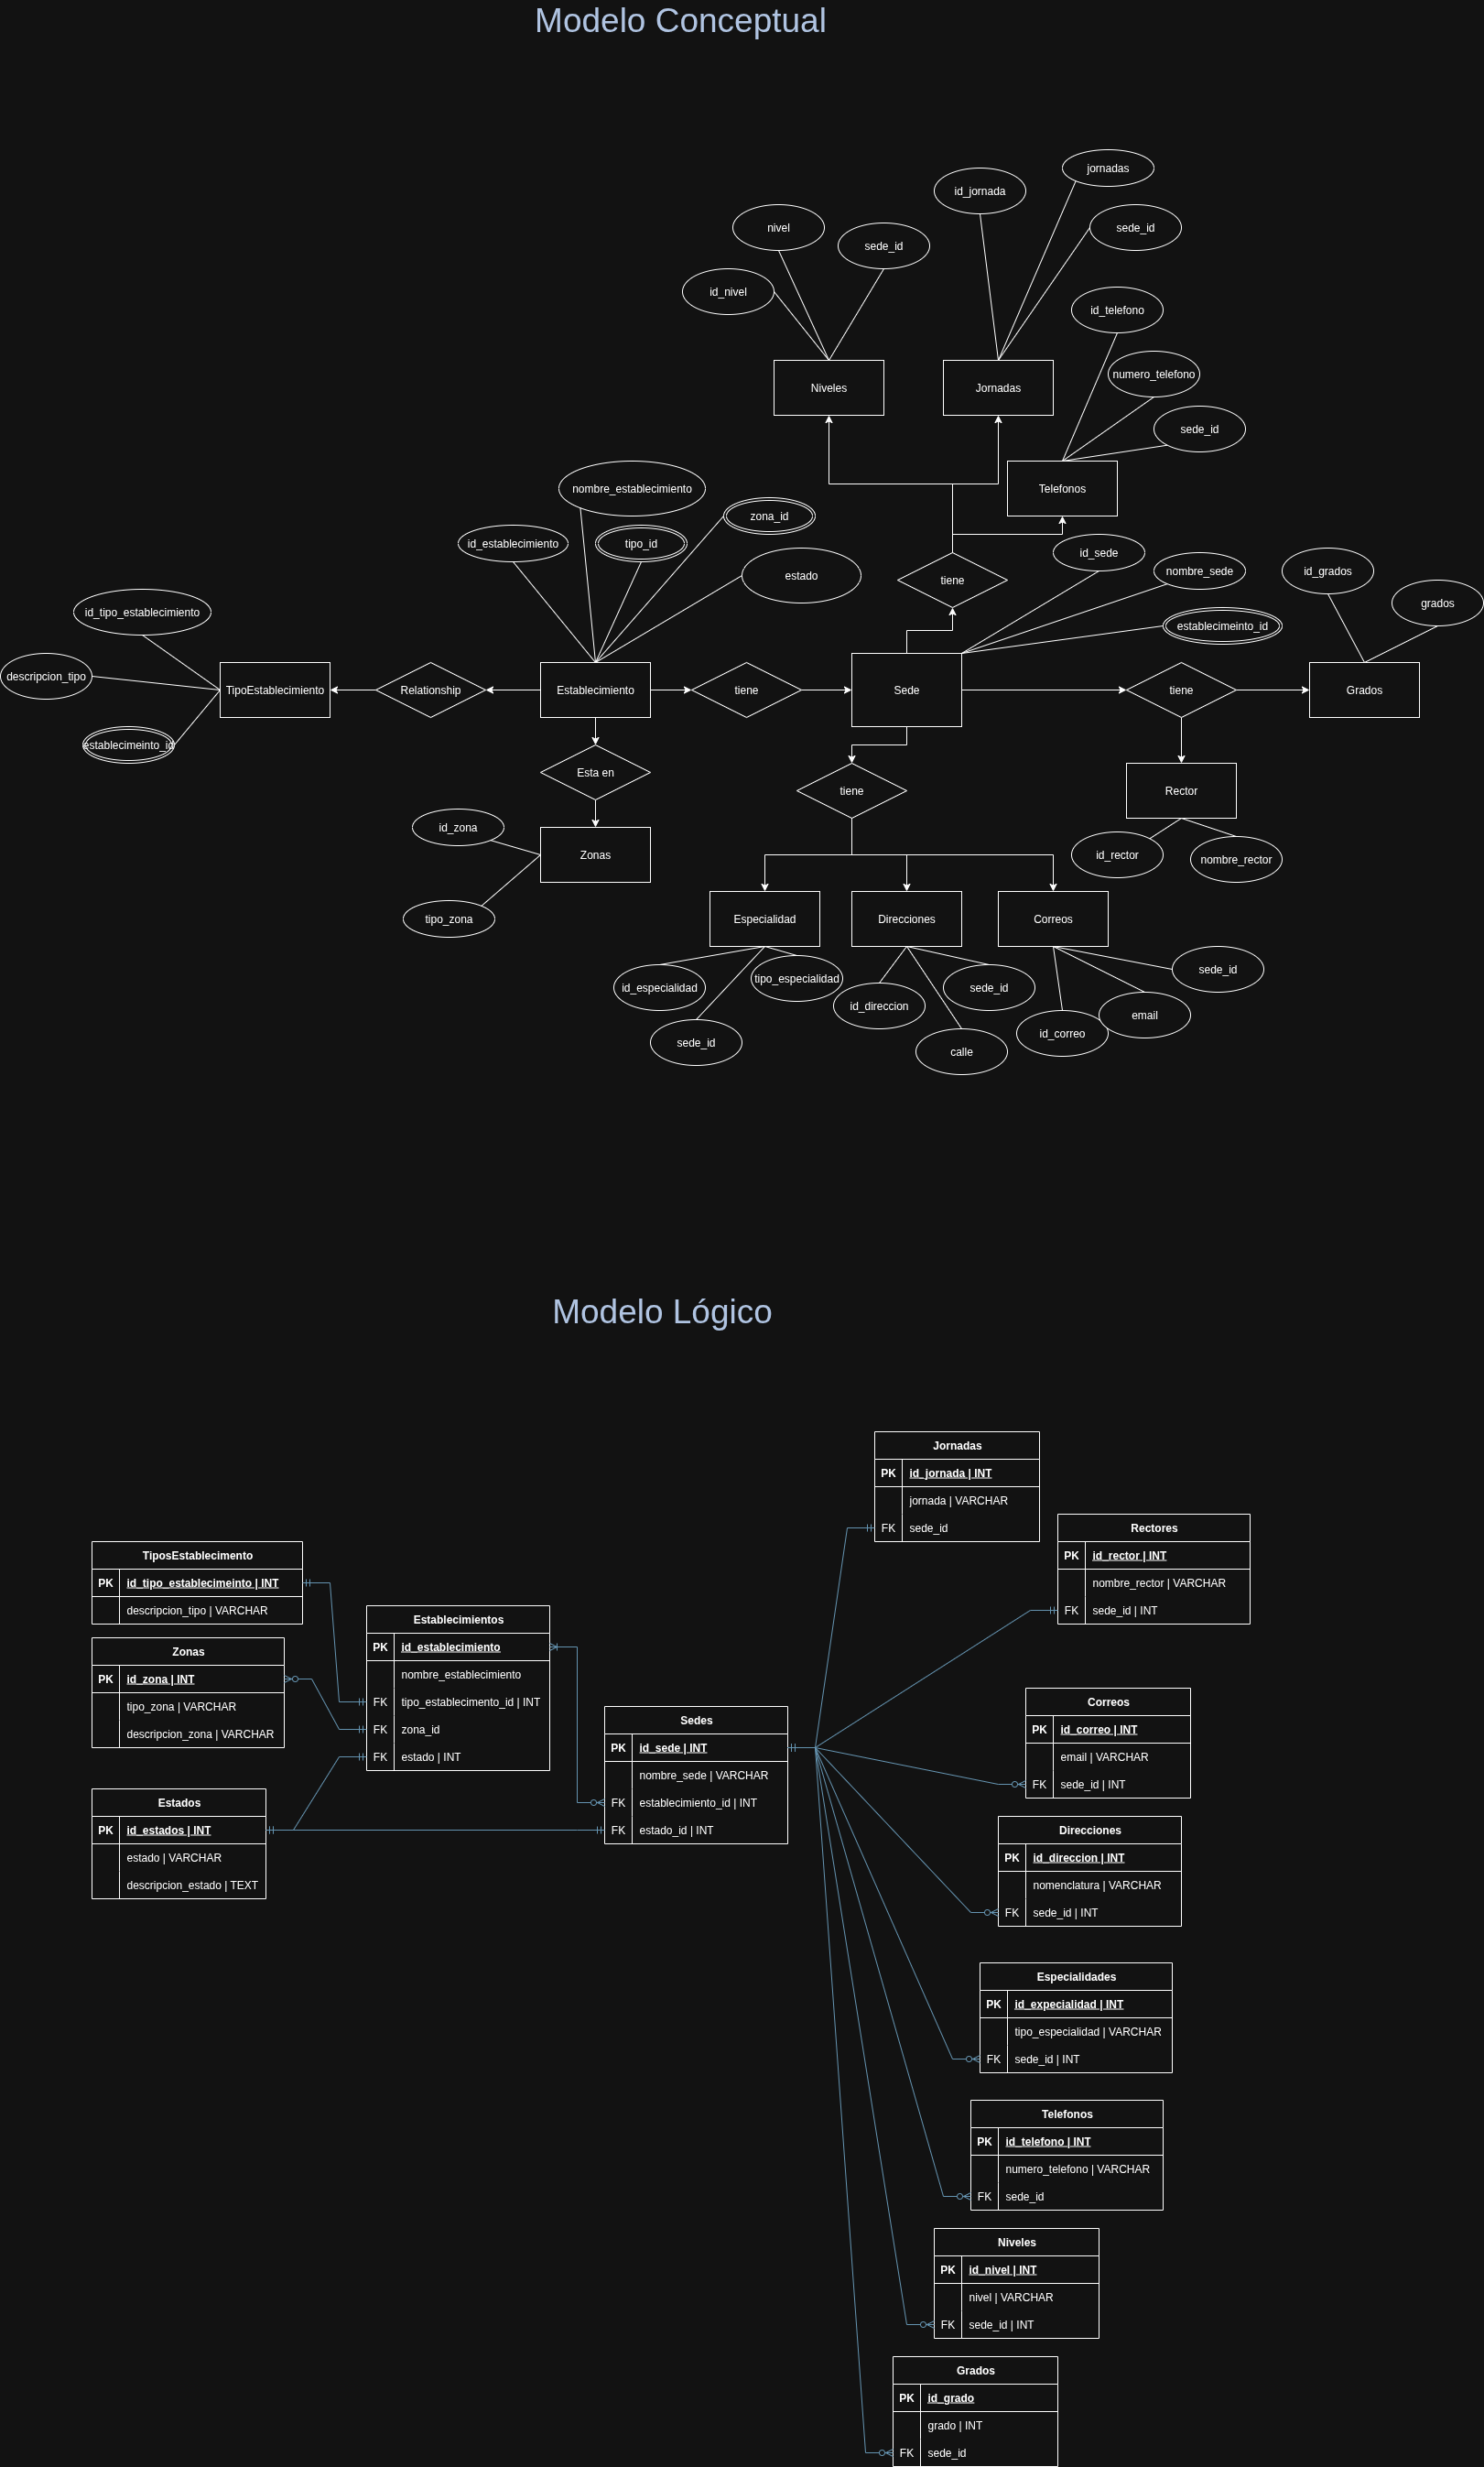 Modelo Conceptual
jornadas
id_jornada
nivel
sede_id
sede_id
id_nivel
id_telefono
numero_telefono
Niveles
Jornadas
sede_id
nombre_establecimiento
Telefonos
zona_id
id_establecimiento
tipo_id
id_sede
estado
tiene
nombre_sede
id_grados
id_tipo_establecimiento
grados
establecimeinto_id
descripcion_tipo
TipoEstablecimiento
Relationship
Establecimiento
tiene
Sede
tiene
Grados
establecimeinto_id
Esta en
tiene
Rector
id_zona
Zonas
id_rector
nombre_rector
tipo_zona
Especialidad
Direcciones
Correos
sede_id
tipo_especialidad
id_especialidad
sede_id
id_direccion
email
id_correo
sede_id
calle
Modelo Lógico
Jornadas
PK id_jornada | INT
jornada | VARCHAR
FK sede_id
Rectores
PK id_rector | INT
nombre_rector | VARCHAR
FK sede_id | INT
TiposEstablecimento
PK id_tipo_establecimeinto | INT
descripcion_tipo | VARCHAR
Establecimientos
PK id_establecimiento
nombre_establecimiento
FK tipo_establecimento_id | INT
FK zona_id
FK estado | INT
Zonas
PK id_zona | INT
tipo_zona | VARCHAR
descripcion_zona | VARCHAR
Sedes
PK id_sede | INT
nombre_sede | VARCHAR
FK establecimiento_id | INT
FK estado_id | INT
Correos
PK id_correo | INT
email | VARCHAR
FK sede_id | INT
Estados
PK id_estados | INT
estado | VARCHAR
descripcion_estado | TEXT
Direcciones
PK id_direccion | INT
nomenclatura | VARCHAR
FK sede_id | INT
Especialidades
PK id_expecialidad | INT
tipo_especialidad | VARCHAR
FK sede_id | INT
Telefonos
PK id_telefono | INT
numero_telefono | VARCHAR
FK sede_id
Niveles
PK id_nivel | INT
nivel | VARCHAR
FK sede_id | INT
Grados
PK id_grado
grado | INT
FK sede_id